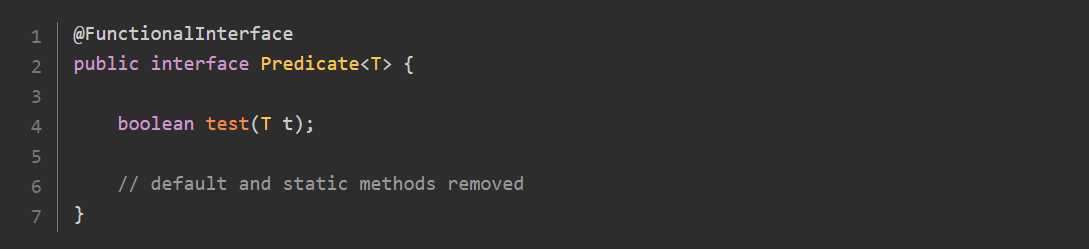 1 @FunctionalInterface
2 public interface Predicate<T> {
3
4     boolean test(T t);
5
6     // default and static methods removed
7 }